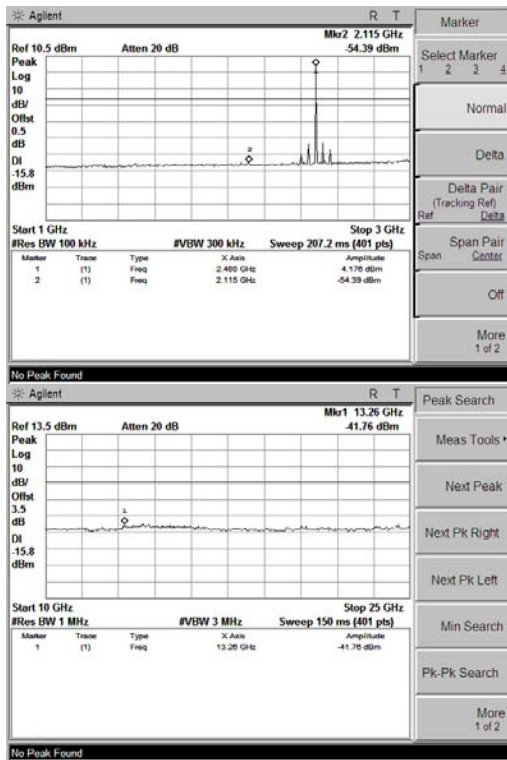 Agilent R T
Mkr2 2.115 GHz
Ref 10.5 dBm Atten 20 dB -54.39 dBm
Peak
Log
10
dB/
Offst
0.5
dB
DI
-15.8
dBm
1
2
Start 1 GHz Stop 3 GHz
#Res BW 100 kHz #VBW 300 kHz Sweep 207.2 ms (401 pts)
Marker Trace Type X Axis Amplitude
1 (1) Freq 2.480 GHz 4.176 dBm
2 (1) Freq 2.115 GHz -54.39 dBm
No Peak Found
Marker
Select Marker
1 2 3 4
Normal
Delta
Delta Pair
(Tracking Ref)
Ref Delta
Span Pair
Span Center
Off
More
1 of 2
Agilent R T
Mkr1 13.26 GHz
Ref 13.5 dBm Atten 20 dB -41.76 dBm
Peak
Log
10
dB/
Offst
3.5
dB
DI
-15.8
dBm
1
Start 10 GHz Stop 25 GHz
#Res BW 1 MHz #VBW 3 MHz Sweep 150 ms (401 pts)
Marker Trace Type X Axis Amplitude
1 (1) Freq 13.26 GHz -41.76 dBm
No Peak Found
Peak Search
Meas Tools
Next Peak
Next Pk Right
Next Pk Left
Min Search
Pk-Pk Search
More
1 of 2